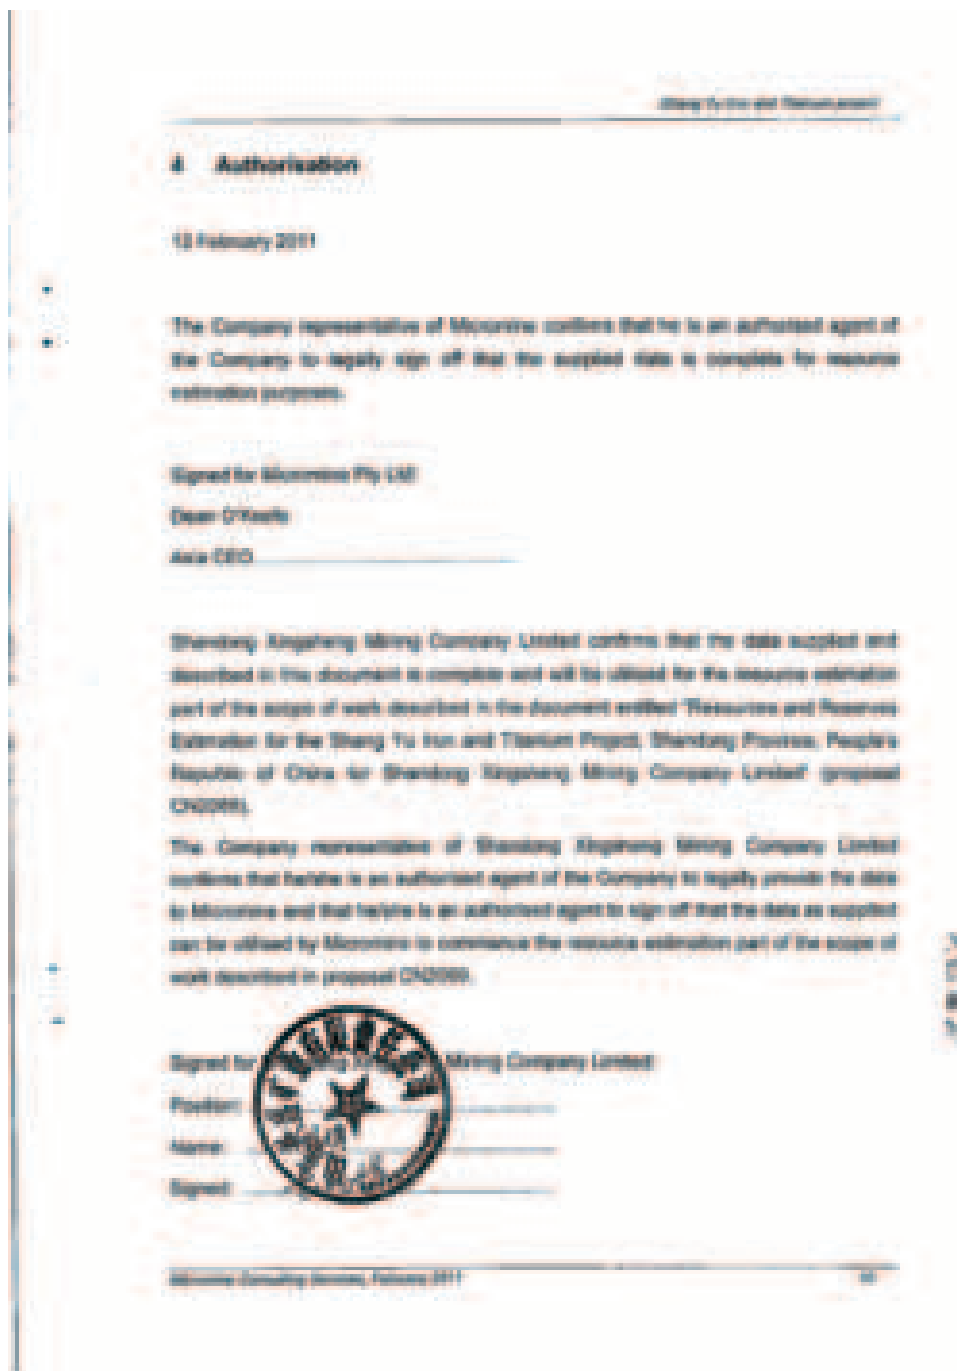 4 Authorisation
February 2011
The Company representative of Micromine confirms that he is an authorised agent of
the Company to legally sign off that the supplied data is complete for resource
estimation purposes.
Signed for Micromine Pty Ltd
Dean O'Keefe
Asia CEO
Shandong Xingsheng Mining Company Limited confirms that the data supplied and
described in this document is complete and will be utilised for the resource estimation
part of the scope of work described in the document entitled "Resources and Reserves
Estimation for the Shang Yu Iron and Titanium Project, Shandong Province, People's
Republic of China for Shandong Xingsheng Mining Company Limited" (proposal
The Company representative of Shandong Xingsheng Mining Company Limited
confirms that he/she is an authorised agent of the Company to legally provide the data
to Micromine and that he/she is an authorised agent to sign off that the data as supplied
can be utilised by Micromine to commence the resource estimation part of the scope of
work described in proposal
Signed for Mining Company Limited
Position:
Name:
Signed:
Micromine Consulting Services, February 2011